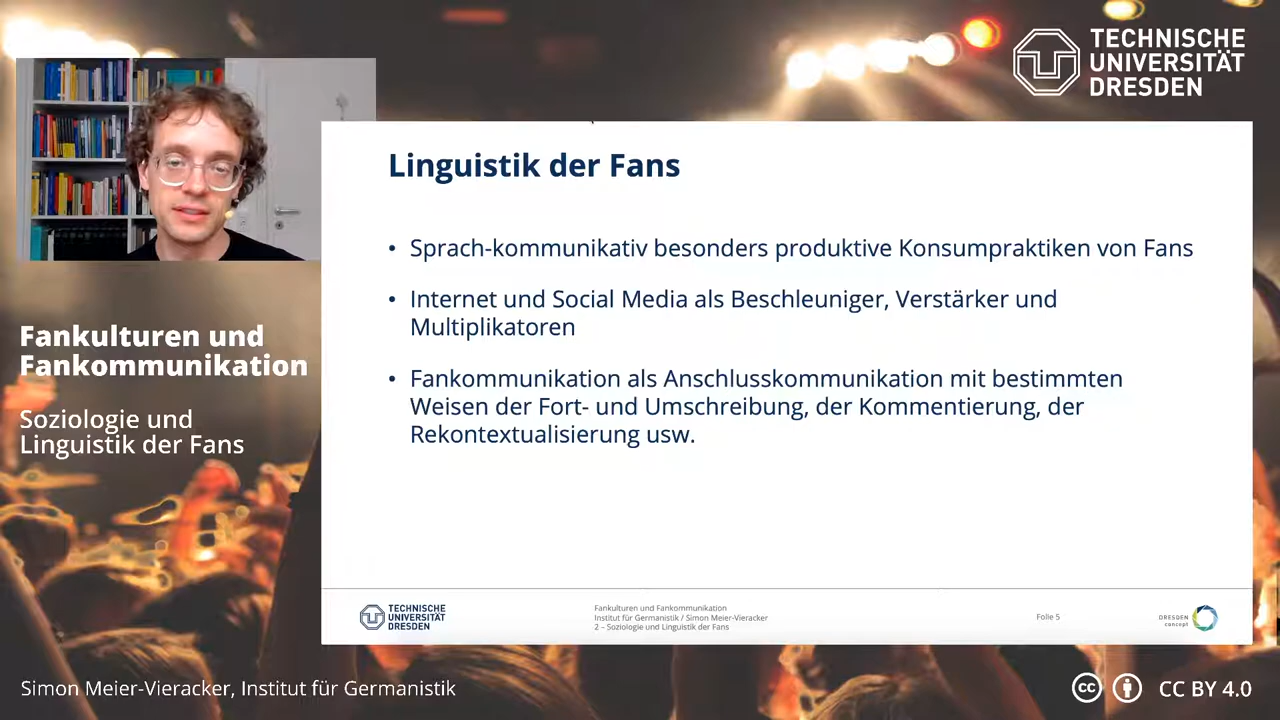 TECHNISCHE
UNIVERSITÄT
DRESDEN
Fankulturen und
Fankommunikation
Soziologie und
Linguistik der Fans
Linguistik der Fans
• Sprach-kommunikativ besonders produktive Konsumpraktiken von Fans
• Internet und Social Media als Beschleuniger, Verstärker und
Multiplikatoren
• Fankommunikation als Anschlusskommunikation mit bestimmten
Weisen der Fort- und Umschreibung, der Kommentierung, der
Rekontextualisierung usw.
TECHNISCHE
UNIVERSITÄT
DRESDEN
Fankulturen und Fankommunikation
Institut für Germanistik / Simon Meier-Vieracker
2 – Soziologie und Linguistik der Fans
Folie 5
DRESDEN
concept
Simon Meier-Vieracker, Institut für Germanistik
cc CC BY 4.0